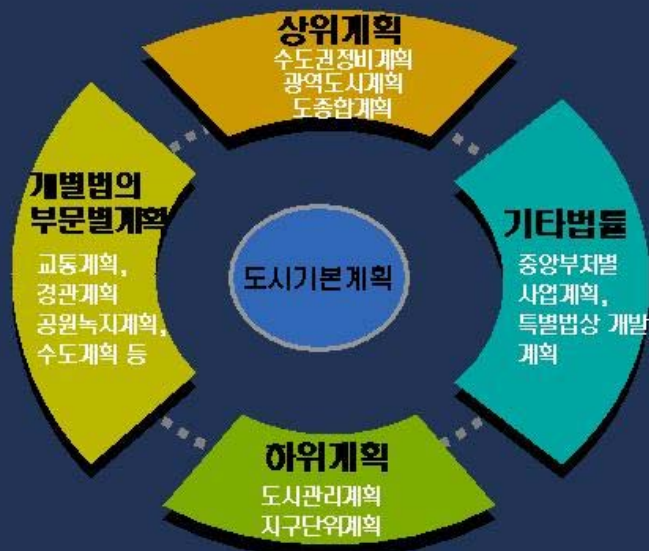 상위계획
수도권정비계획
광역도시계획
도종합계획
개별법의
부문별계획
교통계획,
경관계획
공원녹지계획,
수도계획 등
도시기본계획
기타법률
중앙부처별
사업계획,
특별법상 개발
계획
하위계획
도시관리계획
지구단위계획